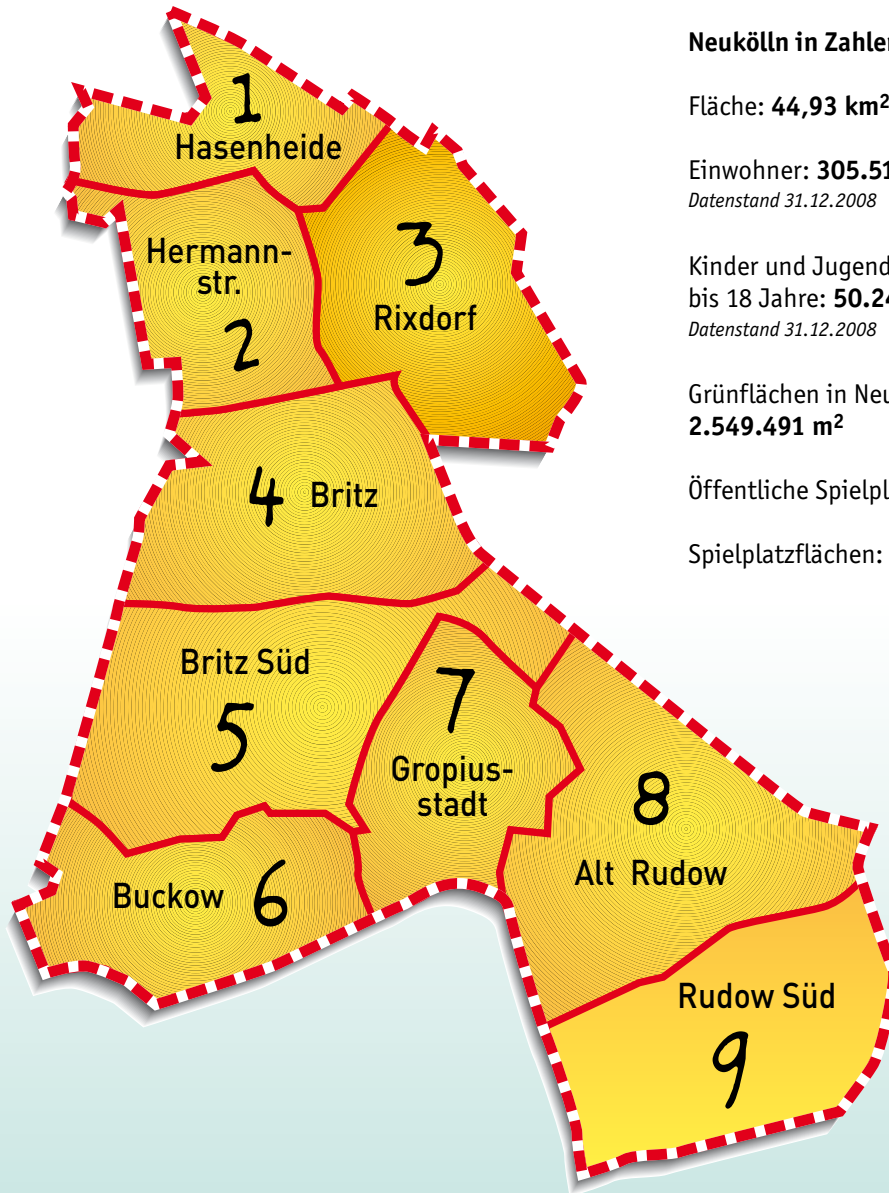 1
Hasenheide
Hermann-
str.
2
3
Rixdorf
4 Britz
Britz Süd
5
7
Gropius-
stadt
8
Alt Rudow
Buckow 6
Rudow Süd
9
Neukölln in Zahlen
Fläche: 44,93 km²
Einwohner: 305.51
Datenstand 31.12.2008
Kinder und Jugend
bis 18 Jahre: 50.24
Datenstand 31.12.2008
Grünflächen in Neu
2.549.491 m²
Öffentliche Spielpl
Spielplatzflächen: